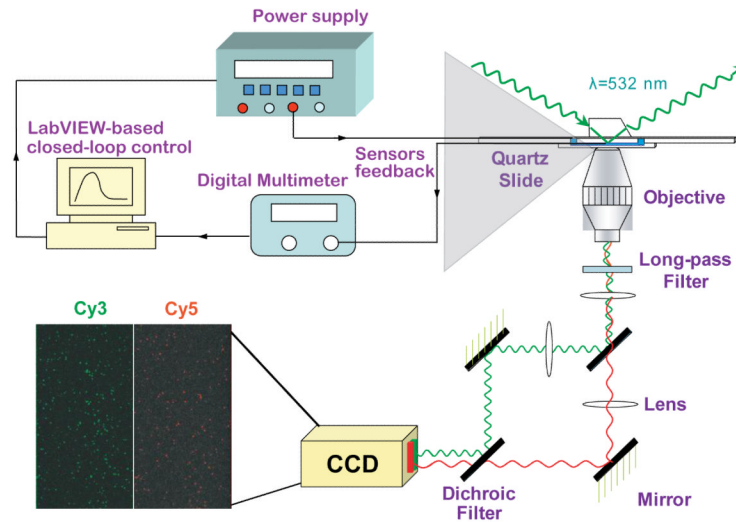 Power supply
λ=532 nm
LabVIEW-based
closed-loop control
Sensors
feedback
Quartz
Slide
Digital Multimeter
Objective
Long-pass
Filter
Cy3
Cy5
Lens
CCD
Dichroic
Filter
Mirror